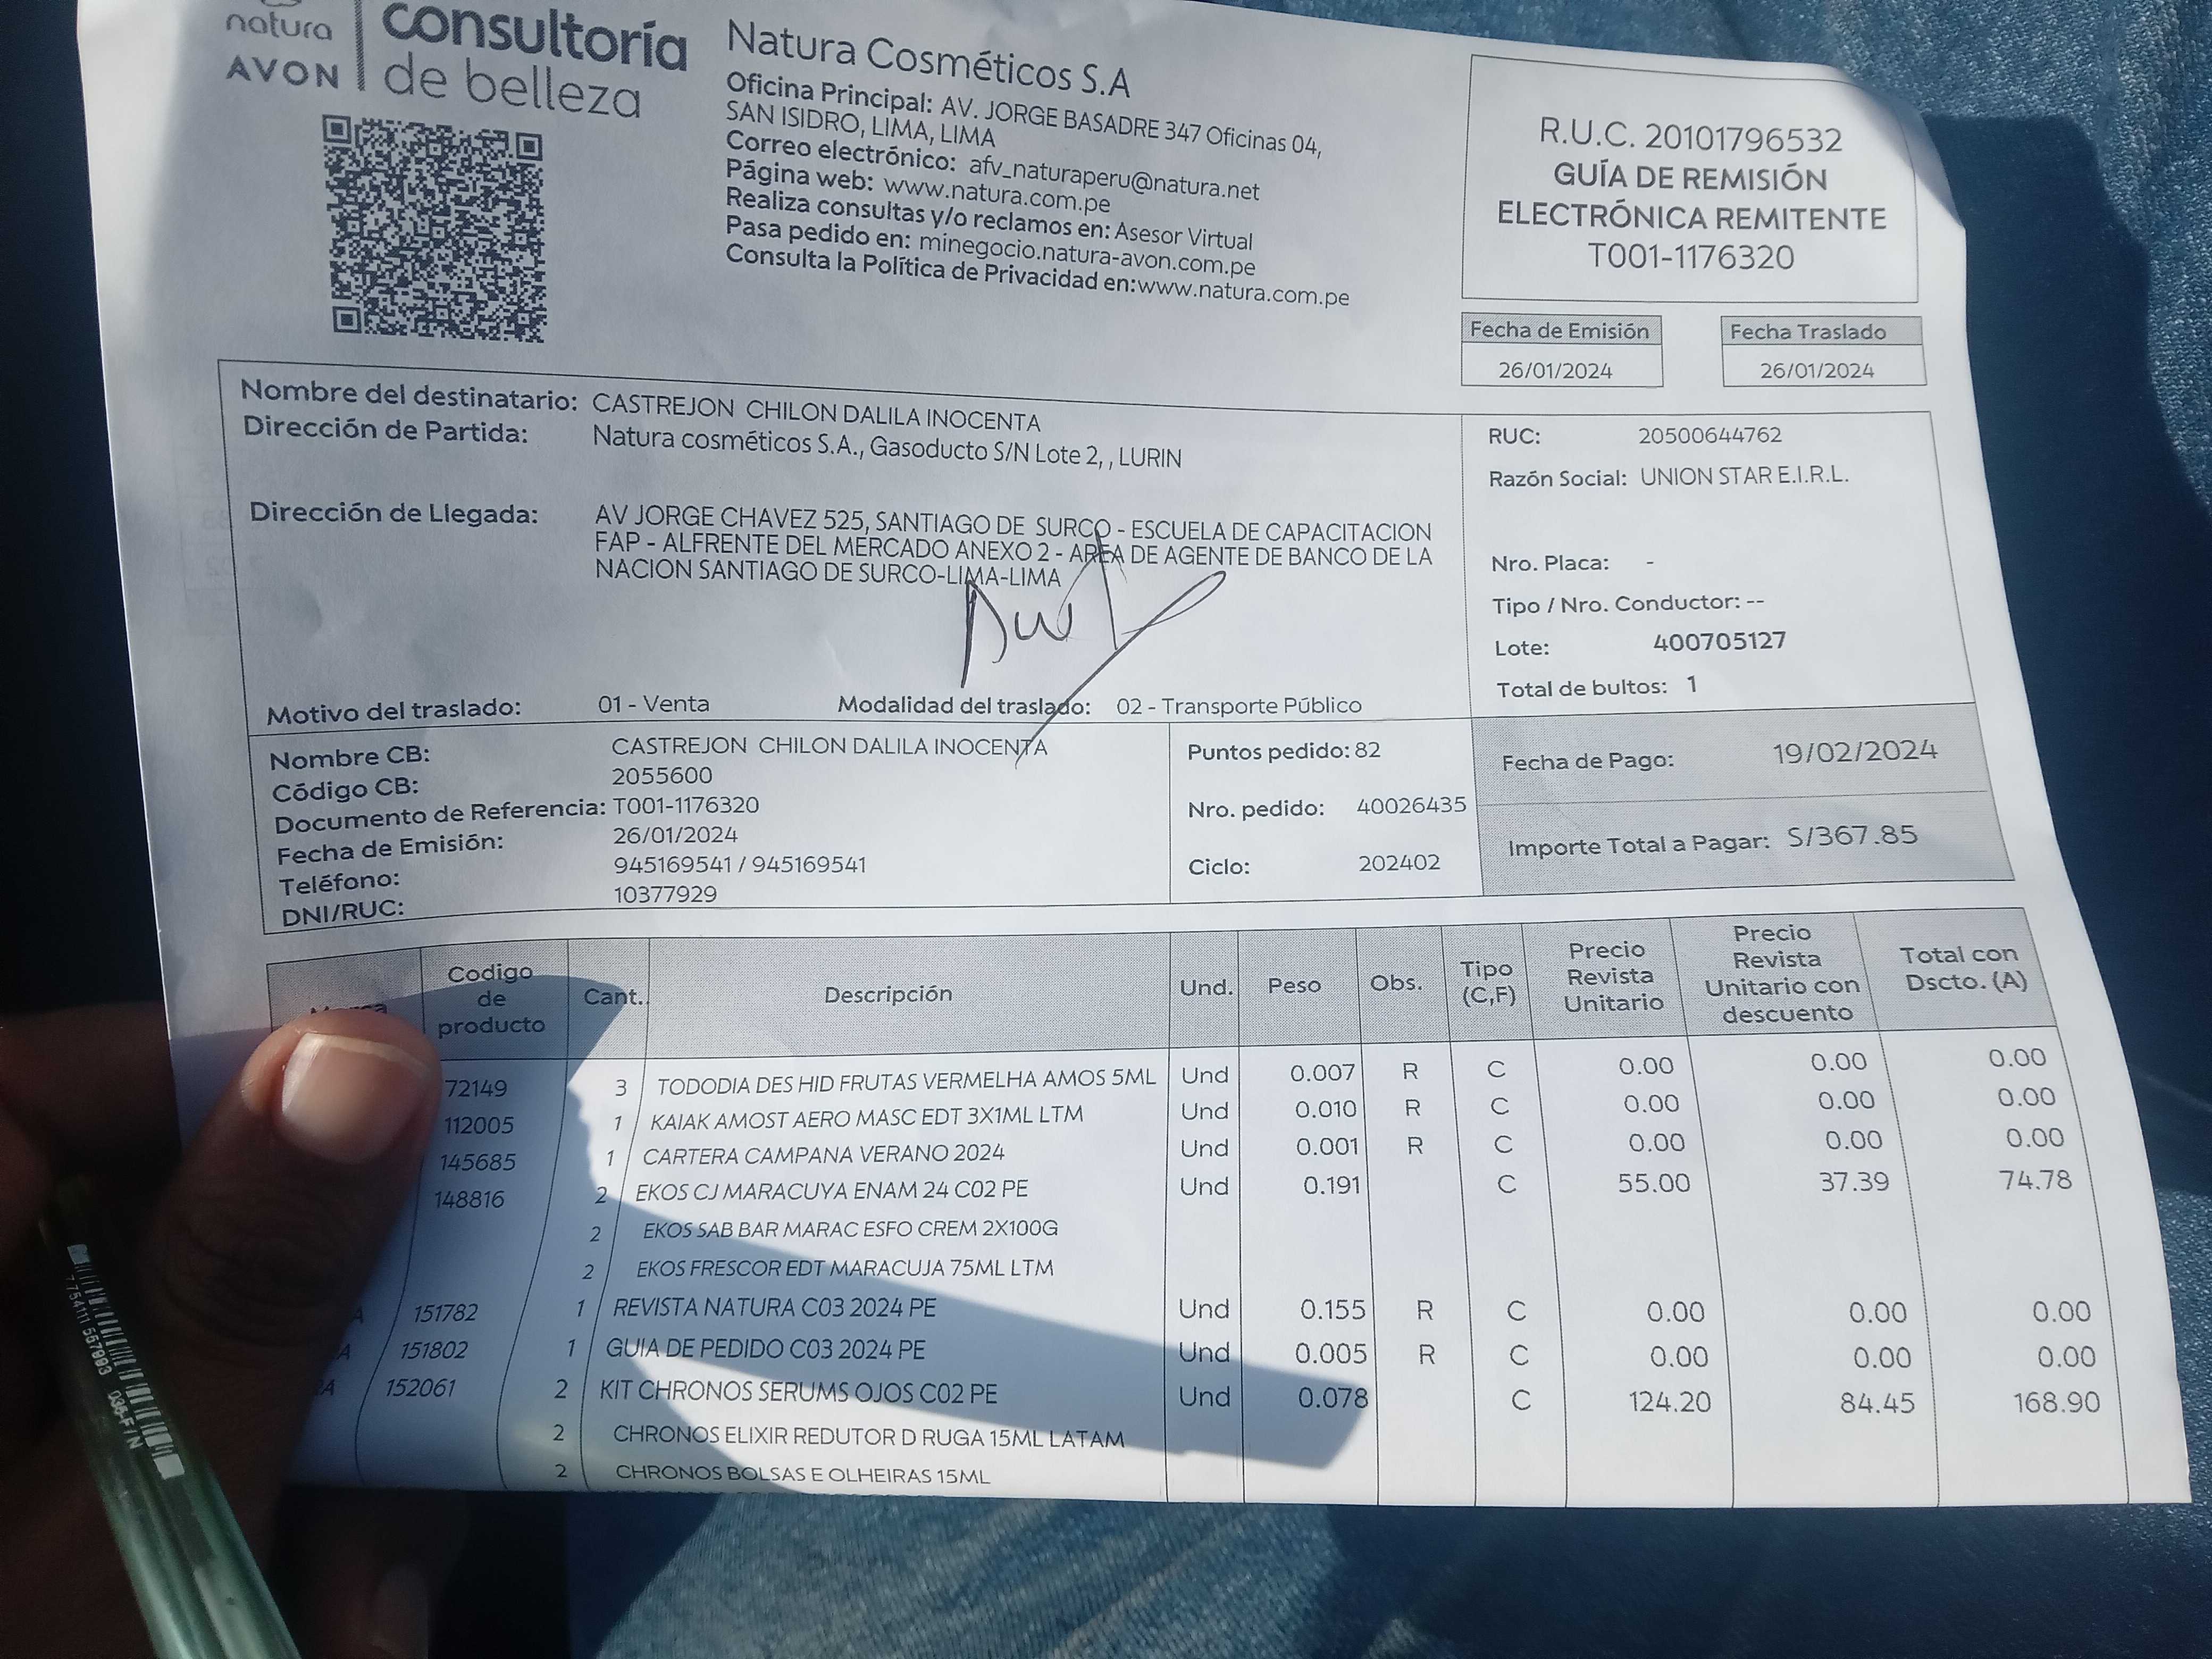 natura
AVON
consultoría
de belleza
Natura Cosméticos S.A
Oficina Principal: AV. JORGE BASADRE 347 Oficinas 04,
SAN ISIDRO, LIMA, LIMA
Correo electrónico: afv_naturaperu@natura.net
Página web: www.natura.com.pe
Realiza consultas y/o reclamos en: Asesor Virtual
Pasa pedido en: minegocio.natura-avon.com.pe
Consulta la Política de Privacidad en:www.natura.com.pe
R.U.C. 20101796532
GUÍA DE REMISIÓN
ELECTRÓNICA REMITENTE
T001-1176320
Fecha de Emisión
26/01/2024
Fecha Traslado
26/01/2024
Nombre del destinatario: CASTREJON CHILON DALILA INOCENTA
Dirección de Partida: Natura cosméticos S.A., Gasoducto S/N Lote 2, , LURIN
Dirección de Llegada: AV JORGE CHAVEZ 525, SANTIAGO DE SURCO - ESCUELA DE CAPACITACION
FAP - ALFRENTE DEL MERCADO ANEXO 2 - AREA DE AGENTE DE BANCO DE LA
NACION SANTIAGO DE SURCO-LIMA-LIMA
Motivo del traslado: 01 - Venta Modalidad del traslado: 02 - Transporte Público
RUC: 20500644762
Razón Social: UNION STAR E.I.R.L.
Nro. Placa: -
Tipo / Nro. Conductor: --
Lote: 400705127
Total de bultos: 1
Nombre CB: CASTREJON CHILON DALILA INOCENTA
Código CB: 2055600
Documento de Referencia: T001-1176320
Fecha de Emisión: 26/01/2024
Teléfono: 945169541 / 945169541
DNI/RUC: 10377929
Puntos pedido: 82
Nro. pedido: 40026435
Ciclo: 202402
Fecha de Pago: 19/02/2024
Importe Total a Pagar: S/367.85
Codigo de producto Cant. Descripción Und. Peso Obs. Tipo (C,F) Precio Revista Unitario Precio Revista Unitario con descuento Total con Dscto. (A)
72149 3 TODODIA DES HID FRUTAS VERMELHA AMOS 5ML Und 0.007 R C 0.00 0.00 0.00
112005 1 KAIAK AMOST AERO MASC EDT 3X1ML LTM Und 0.010 R C 0.00 0.00 0.00
145685 1 CARTERA CAMPANA VERANO 2024 Und 0.001 R C 0.00 0.00 0.00
148816 2 EKOS CJ MARACUYA ENAM 24 C02 PE Und 0.191 C 55.00 37.39 74.78
2 EKOS SAB BAR MARAC ESFO CREM 2X100G
2 EKOS FRESCOR EDT MARACUJA 75ML LTM
151782 1 REVISTA NATURA C03 2024 PE Und 0.155 R C 0.00 0.00 0.00
151802 1 GUIA DE PEDIDO C03 2024 PE Und 0.005 R C 0.00 0.00 0.00
152061 2 KIT CHRONOS SERUMS OJOS C02 PE Und 0.078 C 124.20 84.45 168.90
2 CHRONOS ELIXIR REDUTOR D RUGA 15ML LATAM
2 CHRONOS BOLSAS E OLHEIRAS 15ML
7754111 557993 036-F/N